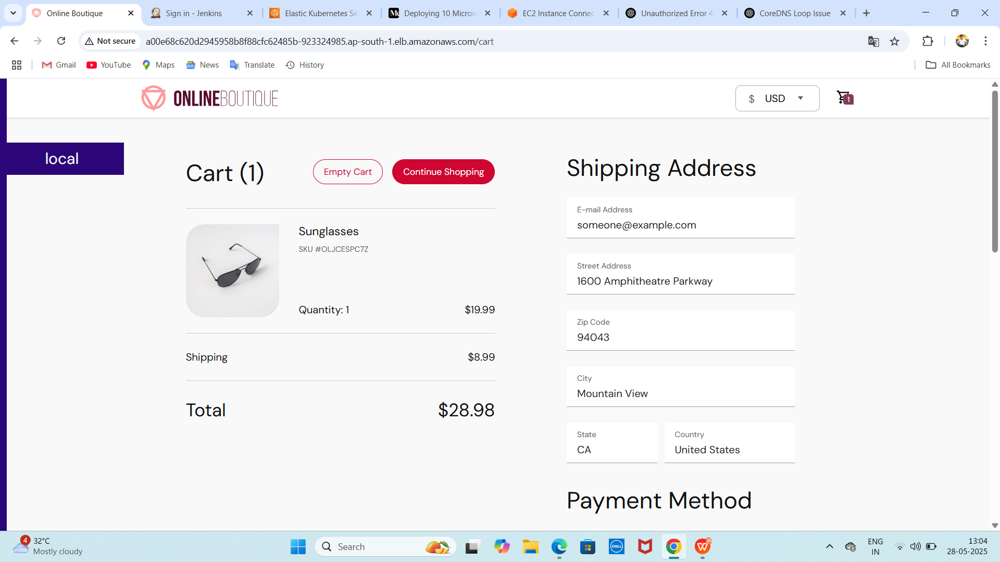 Online Boutique
Sign in - Jenkins
Elastic Kubernetes Se
Deploying 10 Micros
EC2 Instance Connec
Unauthorized Error 4
CoreDNS Loop Issue
Not secure
a00e68c620d2945958b8f88cfc62485b-923324985.ap-south-1.elb.amazonaws.com/cart
Gmail
YouTube
Maps
News
Translate
History
All Bookmarks
ONLINEBOUTIQUE
$ USD
1
local
Cart (1)
Empty Cart
Continue Shopping
Sunglasses
SKU #OLJCESPC7Z
Quantity: 1
$19.99
Shipping
$8.99
Total
$28.98
Shipping Address
E-mail Address
someone@example.com
Street Address
1600 Amphitheatre Parkway
Zip Code
94043
City
Mountain View
State
CA
Country
United States
Payment Method
4
32°C
Mostly cloudy
Search
DELL
ENG
IN
13:04
28-05-2025